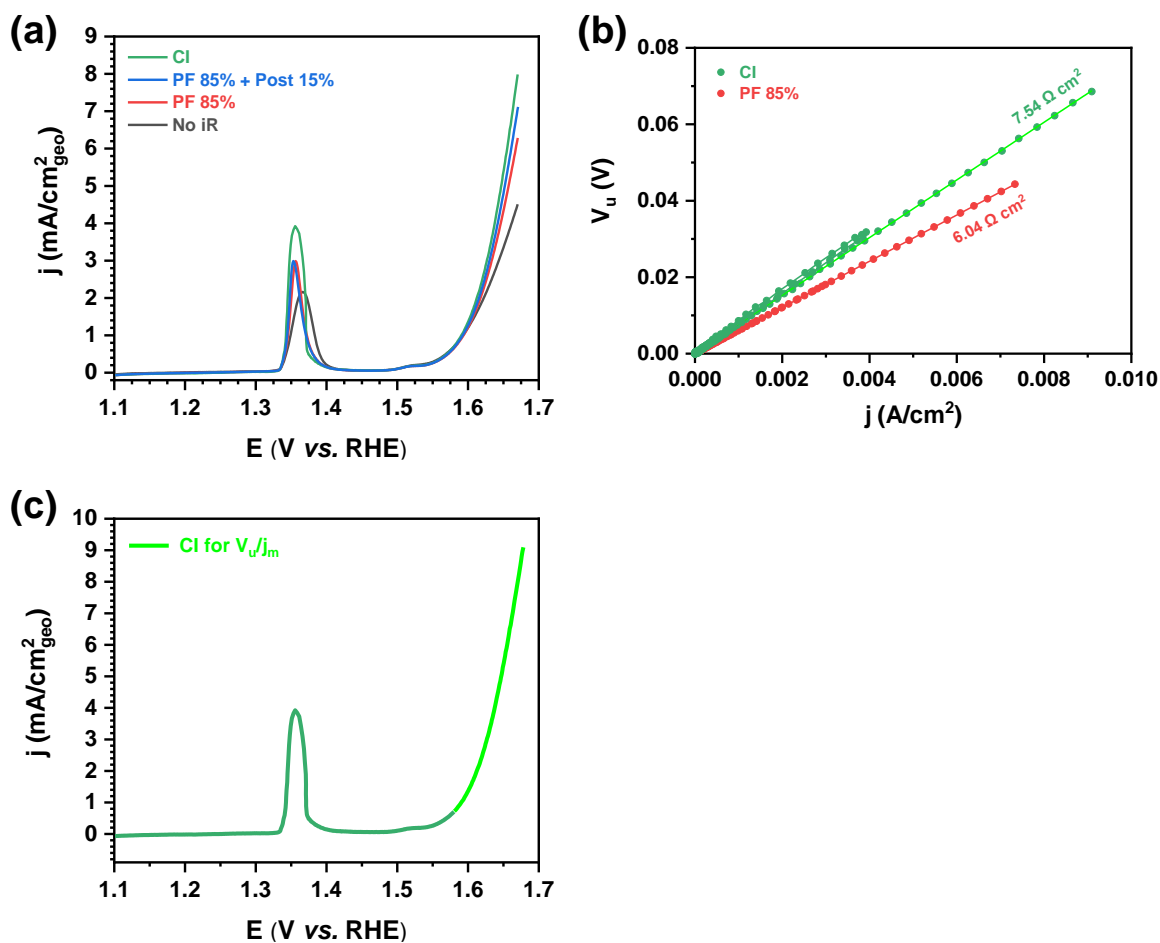 (a)
CI
PF 85% + Post 15%
PF 85%
No iR
9
8
7
6
5
4
3
2
1
0
j (mA/cm²geo)
1.1 1.2 1.3 1.4 1.5 1.6 1.7
E (V vs. RHE)
(b)
CI
PF 85%
7.54 Ω cm²
6.04 Ω cm²
0.08
0.06
0.04
0.02
0.00
Vu (V)
0.000 0.002 0.004 0.006 0.008 0.010
j (A/cm²)
(c)
CI for Vu/jm
10
9
8
7
6
5
4
3
2
1
0
j (mA/cm²geo)
1.1 1.2 1.3 1.4 1.5 1.6 1.7
E (V vs. RHE)